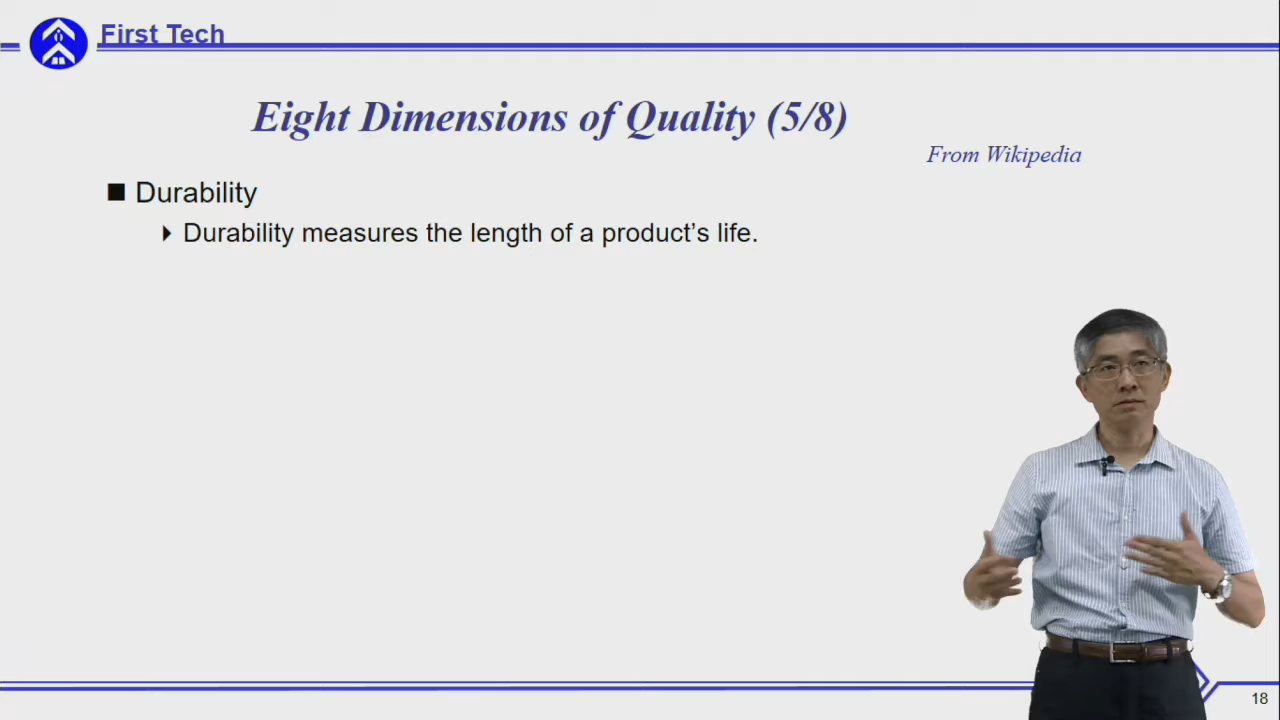 First Tech
Eight Dimensions of Quality (5/8)
From Wikipedia
Durability
Durability measures the length of a product’s life.
18